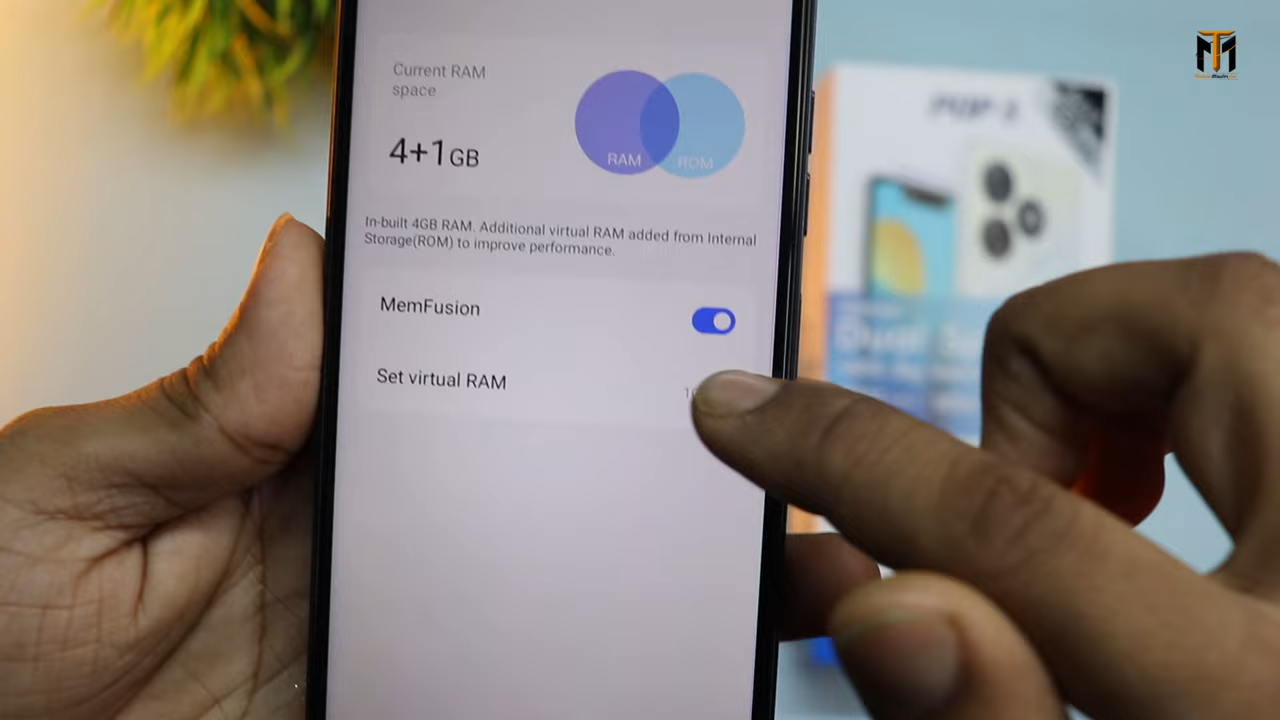 Current RAM
space
4+1GB
RAM
ROM
In-built 4GB RAM. Additional virtual RAM added from Internal
Storage(ROM) to improve performance.
MemFusion
Set virtual RAM